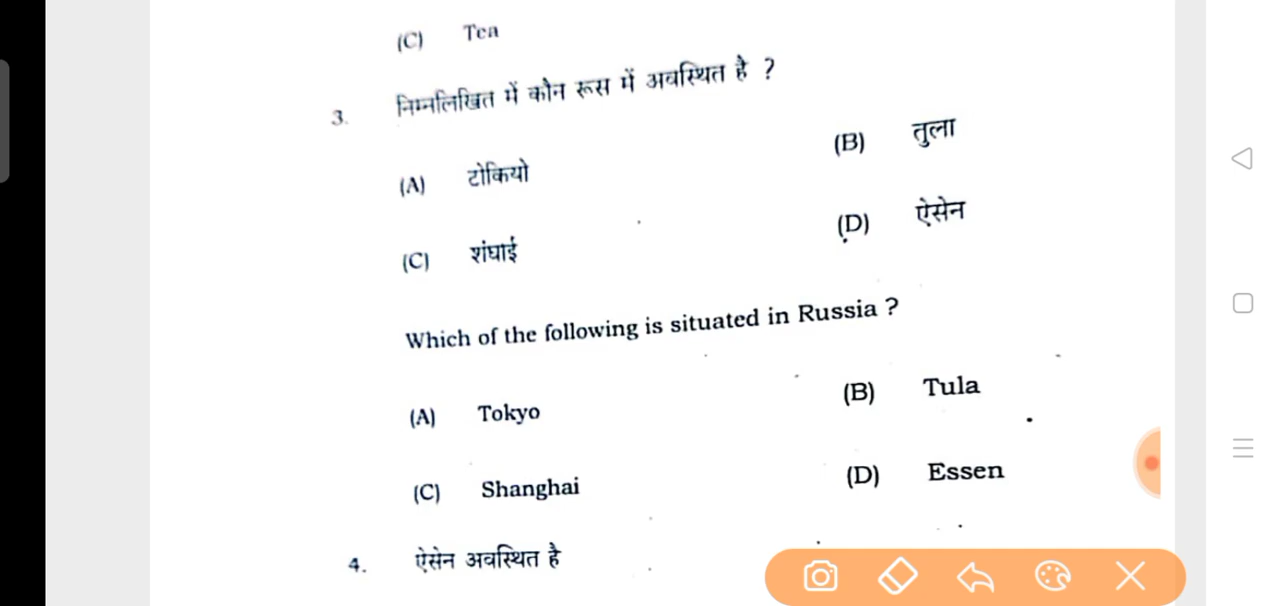 (C) Tea
3. निम्नलिखित में कौन रूस में अवस्थित है ?
(A) टोकियो (B) तुला
(C) शंघाई (D) ऐसेन
Which of the following is situated in Russia ?
(A) Tokyo (B) Tula
(C) Shanghai (D) Essen
4. ऐसेन अवस्थित है